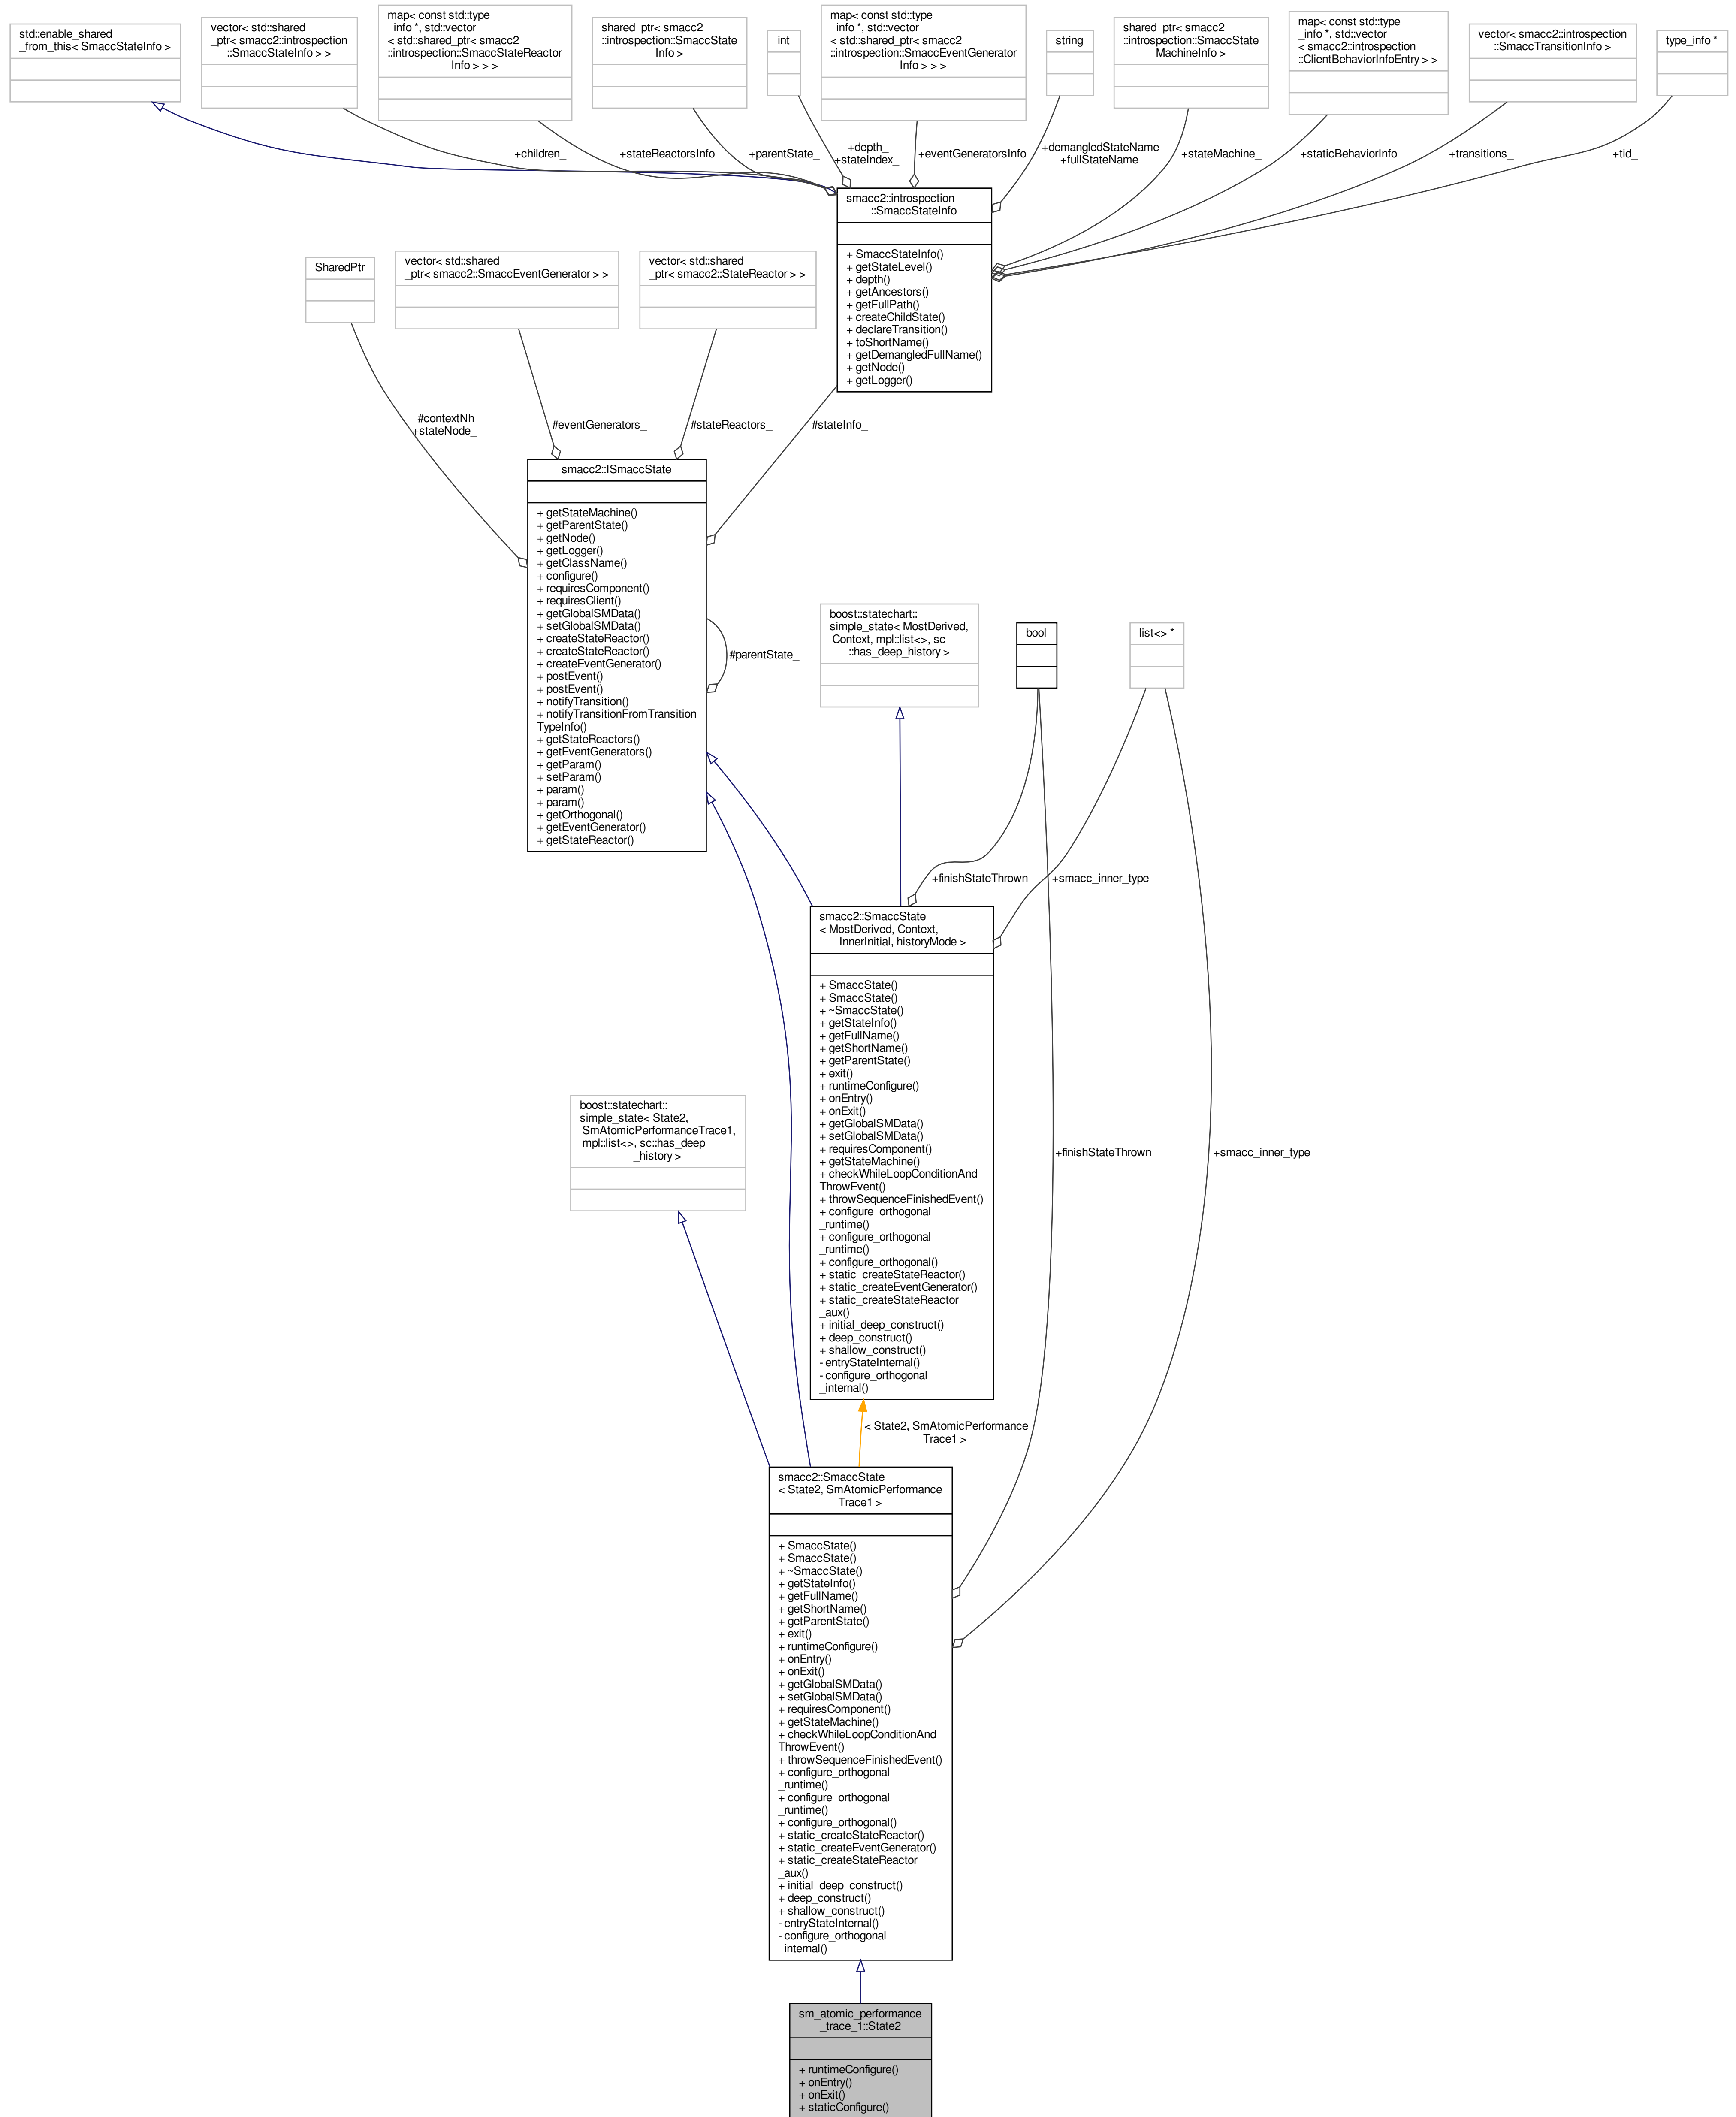 std::enable_shared
_from_this< SmaccStateInfo >
vector< std::shared
_ptr< smacc2::introspection
::SmaccStateInfo > >
map< const std::type
_info *, std::vector
< std::shared_ptr< smacc2
::introspection::SmaccStateReactor
Info > > >
shared_ptr< smacc2
::introspection::SmaccState
Info >
int
map< const std::type
_info *, std::vector
< std::shared_ptr< smacc2
::introspection::SmaccEventGenerator
Info > > >
string
shared_ptr< smacc2
::introspection::SmaccState
MachineInfo >
map< const std::type
_info *, std::vector
< smacc2::introspection
::ClientBehaviorInfoEntry > >
vector< smacc2::introspection
::SmaccTransitionInfo >
type_info *
+children_
+stateReactorsInfo
+parentState_
+depth_
+stateIndex_
+eventGeneratorsInfo
+demangledStateName
+fullStateName
+stateMachine_
+staticBehaviorInfo
+transitions_
+tid_
smacc2::introspection
::SmaccStateInfo
+ SmaccStateInfo()
+ getStateLevel()
+ depth()
+ getAncestors()
+ getFullPath()
+ createChildState()
+ declareTransition()
+ toShortName()
+ getDemangledFullName()
+ getNode()
+ getLogger()
SharedPtr
vector< std::shared
_ptr< smacc2::SmaccEventGenerator > >
vector< std::shared
_ptr< smacc2::StateReactor > >
#contextNh
+stateNode_
#eventGenerators_
#stateReactors_
#stateInfo_
smacc2::ISmaccState
+ getStateMachine()
+ getParentState()
+ getNode()
+ getLogger()
+ getClassName()
+ configure()
+ requiresComponent()
+ requiresClient()
+ getGlobalSMData()
+ setGlobalSMData()
+ createStateReactor()
+ createStateReactor()
+ createEventGenerator()
+ postEvent()
+ postEvent()
+ notifyTransition()
+ notifyTransitionFromTransition
TypeInfo()
+ getStateReactors()
+ getEventGenerators()
+ getParam()
+ setParam()
+ param()
+ param()
+ getOrthogonal()
+ getEventGenerator()
+ getStateReactor()
#parentState_
boost::statechart::
simple_state< MostDerived,
Context, mpl::list<>, sc
::has_deep_history >
bool
list<> *
+finishStateThrown
+smacc_inner_type
smacc2::SmaccState
< MostDerived, Context,
InnerInitial, historyMode >
+ SmaccState()
+ SmaccState()
+ ~SmaccState()
+ getStateInfo()
+ getFullName()
+ getShortName()
+ getParentState()
+ exit()
+ runtimeConfigure()
+ onEntry()
+ onExit()
+ getGlobalSMData()
+ setGlobalSMData()
+ requiresComponent()
+ getStateMachine()
+ checkWhileLoopConditionAnd
ThrowEvent()
+ throwSequenceFinishedEvent()
+ configure_orthogonal
_runtime()
+ configure_orthogonal
_runtime()
+ configure_orthogonal()
+ static_createStateReactor()
+ static_createEventGenerator()
+ static_createStateReactor
_aux()
+ initial_deep_construct()
+ deep_construct()
+ shallow_construct()
- entryStateInternal()
- configure_orthogonal
_internal()
boost::statechart::
simple_state< State2,
SmAtomicPerformanceTrace1,
mpl::list<>, sc::has_deep
_history >
+finishStateThrown
+smacc_inner_type
< State2, SmAtomicPerformance
Trace1 >
smacc2::SmaccState
< State2, SmAtomicPerformance
Trace1 >
+ SmaccState()
+ SmaccState()
+ ~SmaccState()
+ getStateInfo()
+ getFullName()
+ getShortName()
+ getParentState()
+ exit()
+ runtimeConfigure()
+ onEntry()
+ onExit()
+ getGlobalSMData()
+ setGlobalSMData()
+ requiresComponent()
+ getStateMachine()
+ checkWhileLoopConditionAnd
ThrowEvent()
+ throwSequenceFinishedEvent()
+ configure_orthogonal
_runtime()
+ configure_orthogonal
_runtime()
+ configure_orthogonal()
+ static_createStateReactor()
+ static_createEventGenerator()
+ static_createStateReactor
_aux()
+ initial_deep_construct()
+ deep_construct()
+ shallow_construct()
- entryStateInternal()
- configure_orthogonal
_internal()
sm_atomic_performance
_trace_1::State2
+ runtimeConfigure()
+ onEntry()
+ onExit()
+ staticConfigure()